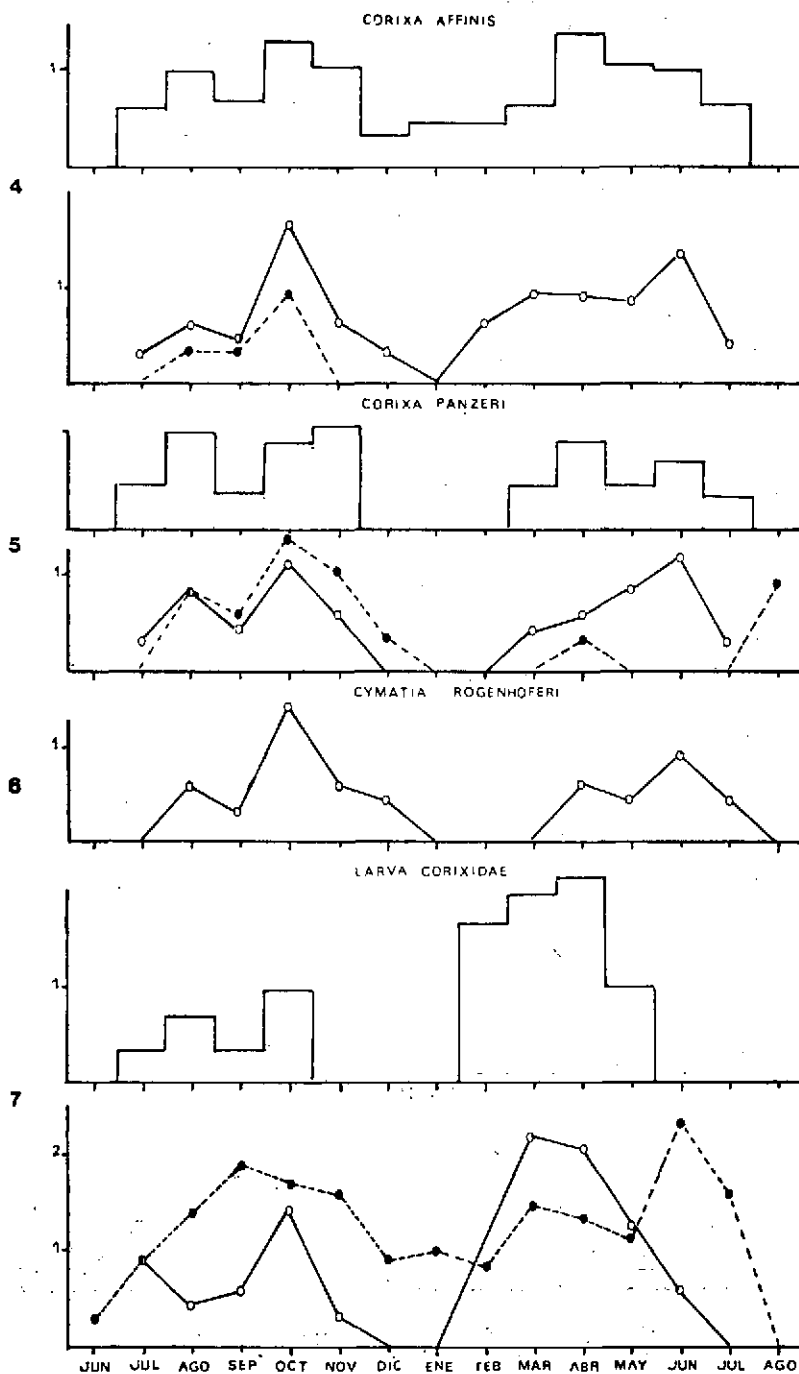 CORIXA AFFINIS
1
4
1
CORIXA PANZERI
5
1
CYMATIA ROGENHOFERI
1
6
LARVA CORIXIDAE
1
7
2
1
JUN JUL AGO SEP OCT NOV DIC ENE FEB MAR ABR MAY JUN JUL AGO